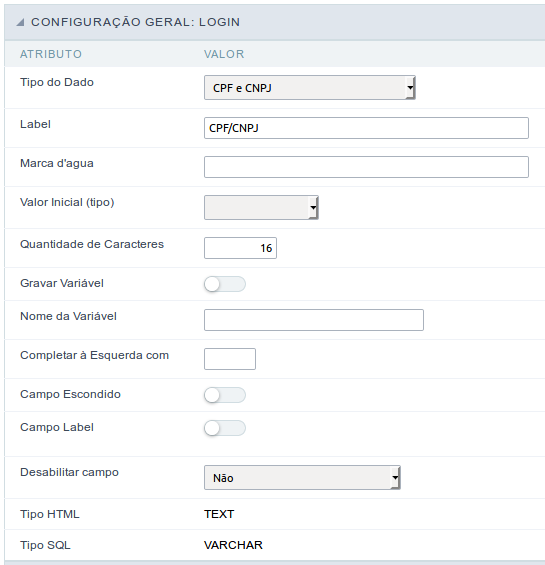 CONFIGURAÇÃO GERAL: LOGIN
ATRIBUTO VALOR
Tipo do Dado CPF e CNPJ
Label CPF/CNPJ
Marca d'agua
Valor Inicial (tipo)
Quantidade de Caracteres 16
Gravar Variável
Nome da Variável
Completar à Esquerda com
Campo Escondido
Campo Label
Desabilitar campo Não
Tipo HTML TEXT
Tipo SQL VARCHAR